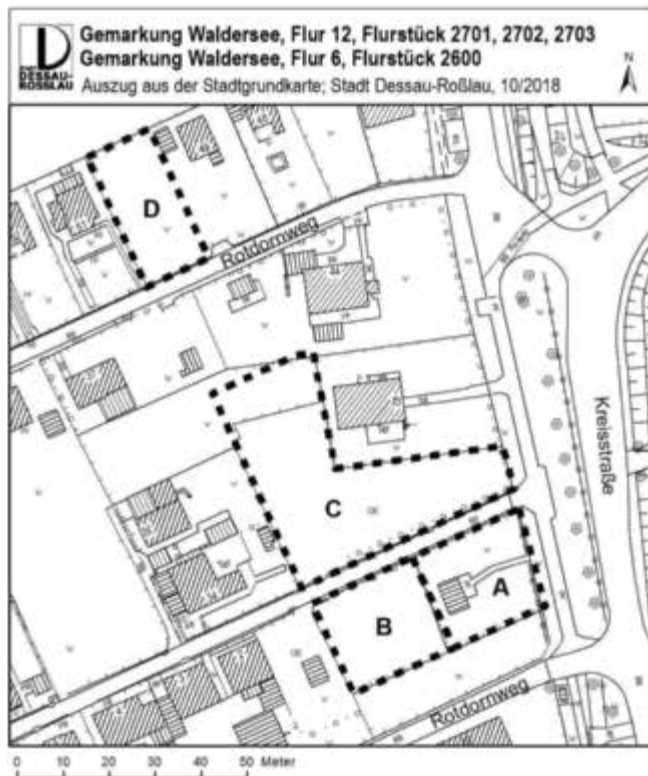 Gemarkung Waldersee, Flur 12, Flurstück 2701, 2702, 2703
Gemarkung Waldersee, Flur 6, Flurstück 2600
DESSAU-
ROSSLAU
Auszug aus der Stadtgrundkarte; Stadt Dessau-Roßlau, 10/2018
N
D
Rotdornweg
Kreisstraße
C
A
B
Rotdornweg
0 10 20 30 40 50 Meter